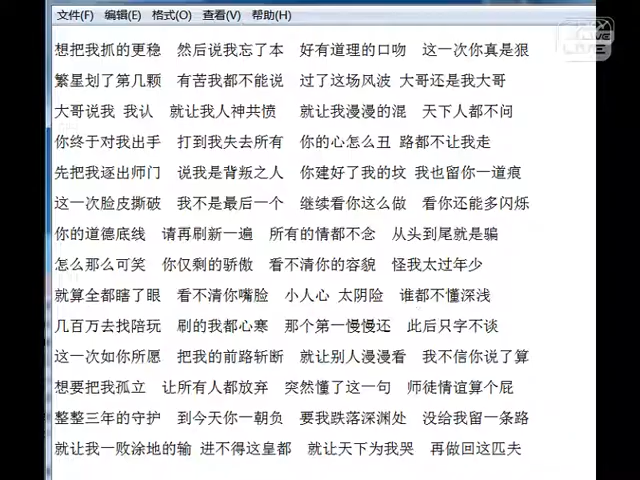 文件(F) 编辑(E) 格式(O) 查看(V) 帮助(H)
LIVE
想把我抓的更稳 然后说我忘了本 好有道理的口吻 这一次你真是狠
繁星划了第几颗 有苦我都不能说 过了这场风波 大哥还是我大哥
大哥说我 我认 就让我人神共愤 就让我漫漫的混 天下人都不问
你终于对我出手 打到我失去所有 你的心怎么丑 路都不让我走
先把我逐出师门 说我是背叛之人 你建好了我的坟 我也留你一道痕
这一次脸皮撕破 我不是最后一个 继续看你这么做 看你还能多闪烁
你的道德底线 请再刷新一遍 所有的情都不念 从头到尾就是骗
怎么那么可笑 你仅剩的骄傲 看不清你的容貌 怪我太过年少
就算全都瞎了眼 看不清你嘴脸 小人心 太阴险 谁都不懂深浅
几百万去找陪玩 刷的我都心寒 那个第一慢慢还 此后只字不谈
这一次如你所愿 把我的前路斩断 就让别人漫漫看 我不信你说了算
想要把我孤立 让所有人都放弃 突然懂了这一句 师徒情谊算个屁
整整三年的守护 到今天你一朝负 要我跌落深渊处 没给我留一条路
就让我一败涂地的输 进不得这皇都 就让天下为我哭 再做回这匹夫